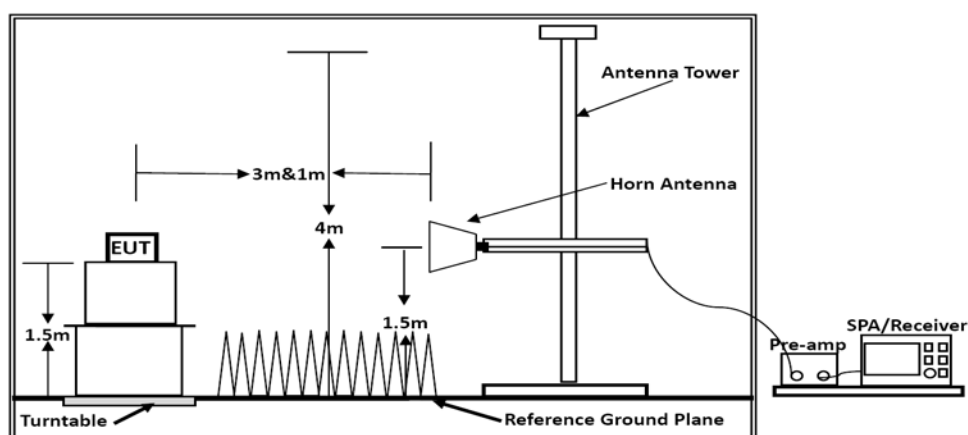 Antenna Tower
3m&1m
Horn Antenna
4m
EUT
1.5m
1.5m
SPA/Receiver
Pre-amp
Turntable
Reference Ground Plane